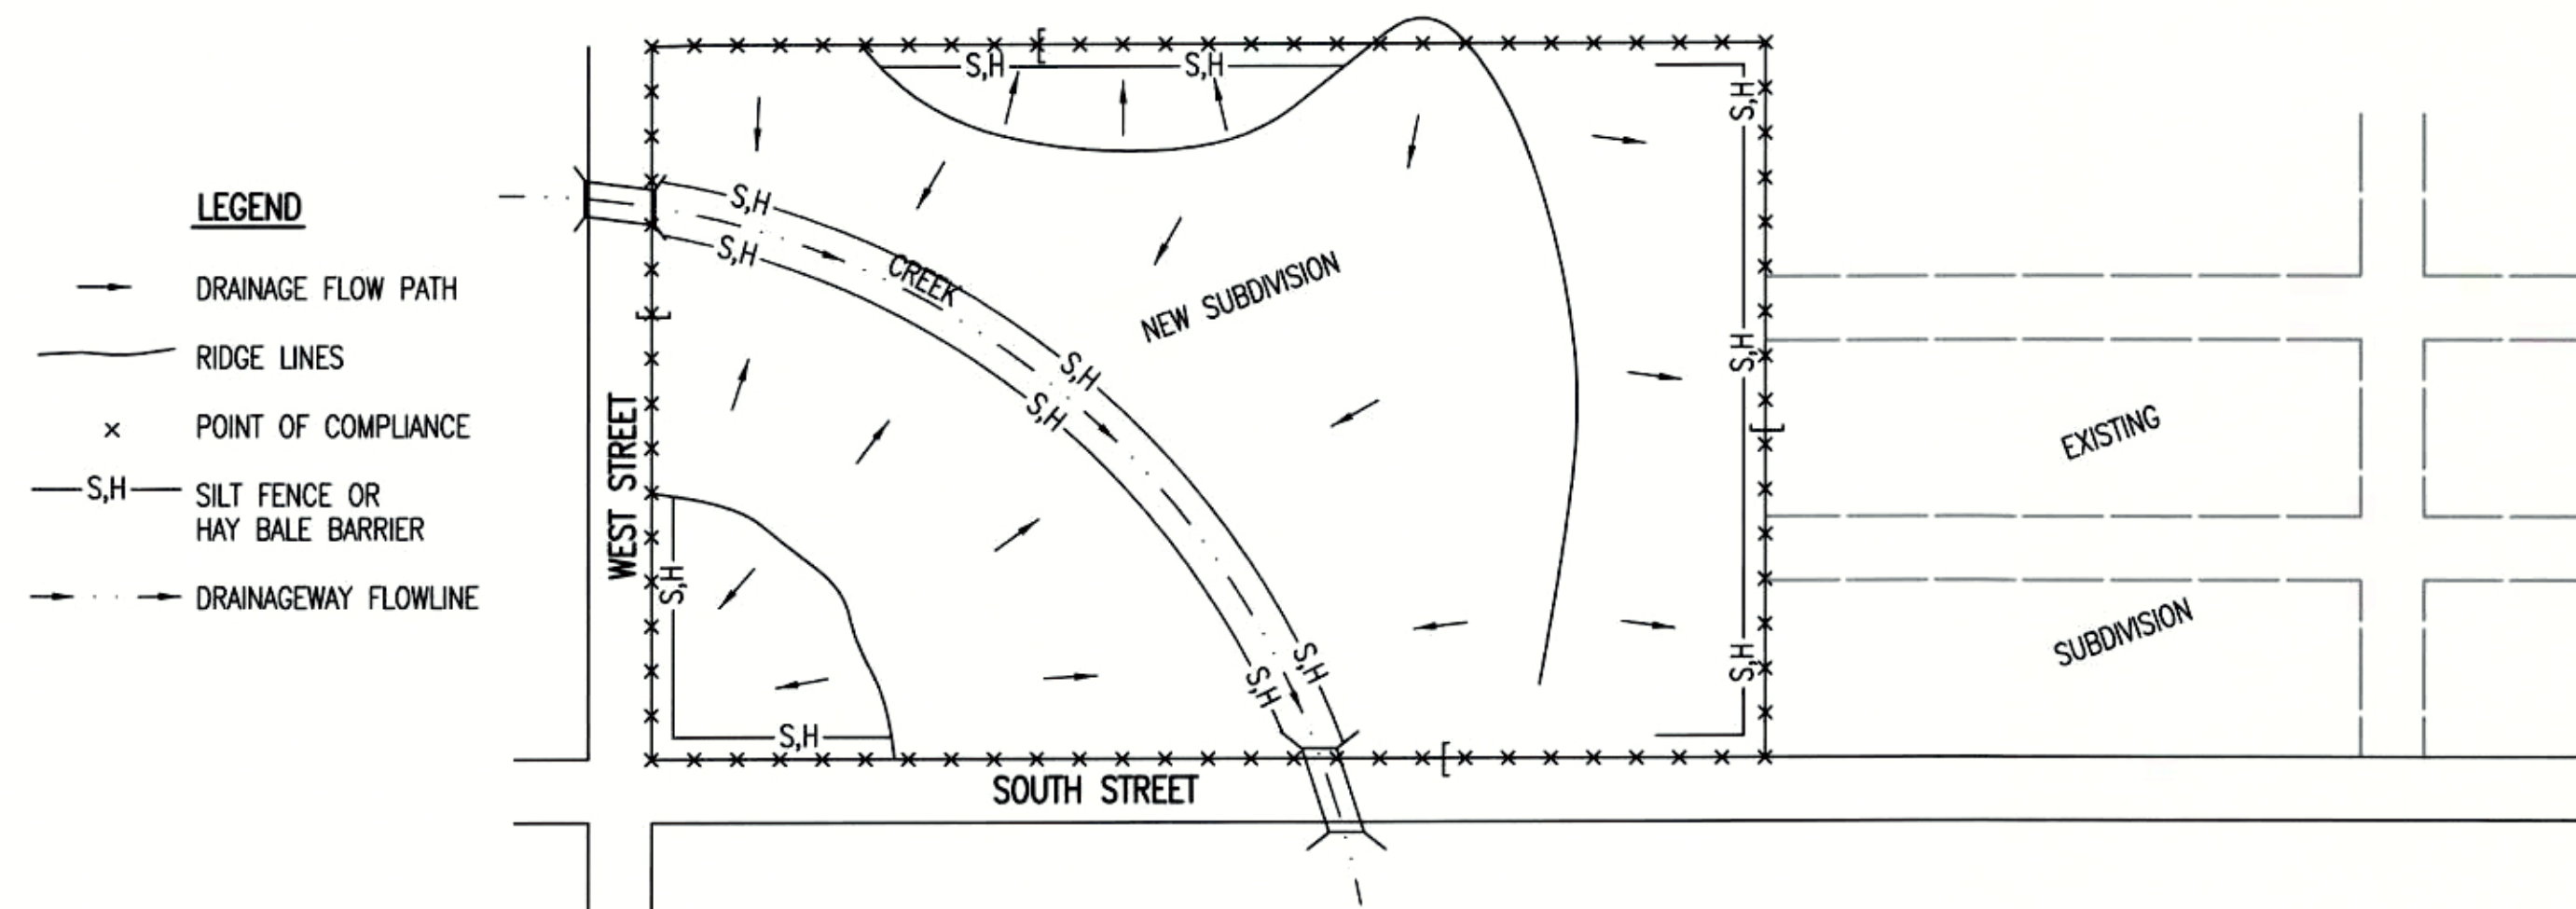 LEGEND
DRAINAGE FLOW PATH
RIDGE LINES
× POINT OF COMPLIANCE
S,H SILT FENCE OR
HAY BALE BARRIER
DRAINAGEWAY FLOWLINE
S,H S,H
S,H
S,H
S,H
CREEK
NEW SUBDIVISION
S,H
S,H
S,H
WEST STREET
EXISTING
S,H
SUBDIVISION
S,H
S,H
S,H
S,H
SOUTH STREET